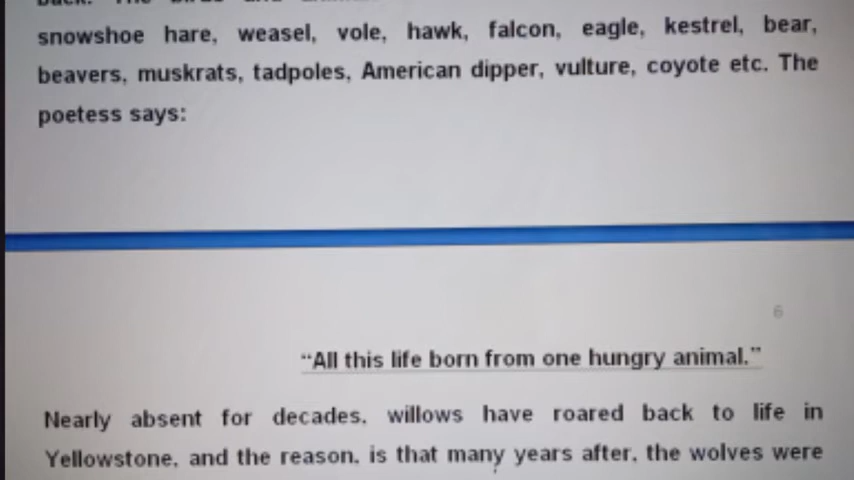 snowshoe hare, weasel, vole, hawk, falcon, eagle, kestrel, bear,
beavers, muskrats, tadpoles, American dipper, vulture, coyote etc. The
poetess says:
6
“All this life born from one hungry animal.”
Nearly absent for decades, willows have roared back to life in
Yellowstone, and the reason, is that many years after, the wolves were